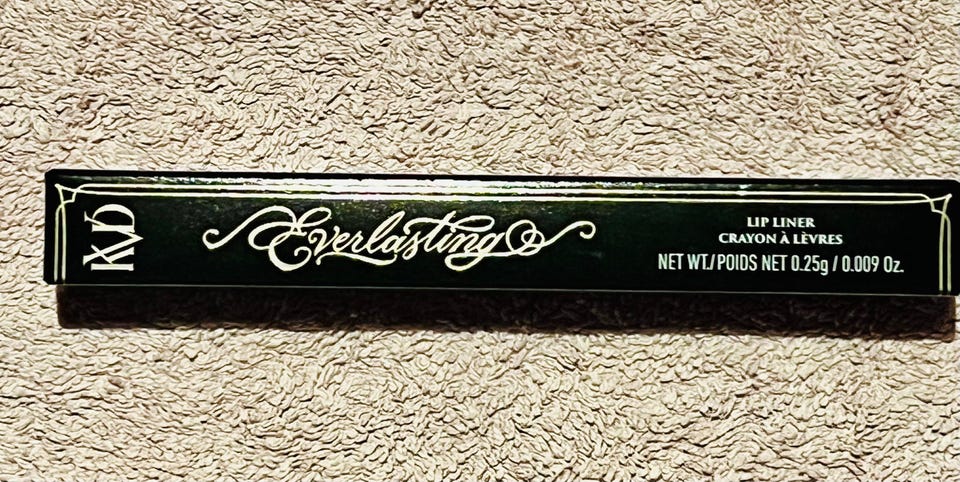 KVD
Everlasting
LIP LINER
CRAYON À LÈVRES
NET WT./POIDS NET 0.25g / 0.009 Oz.